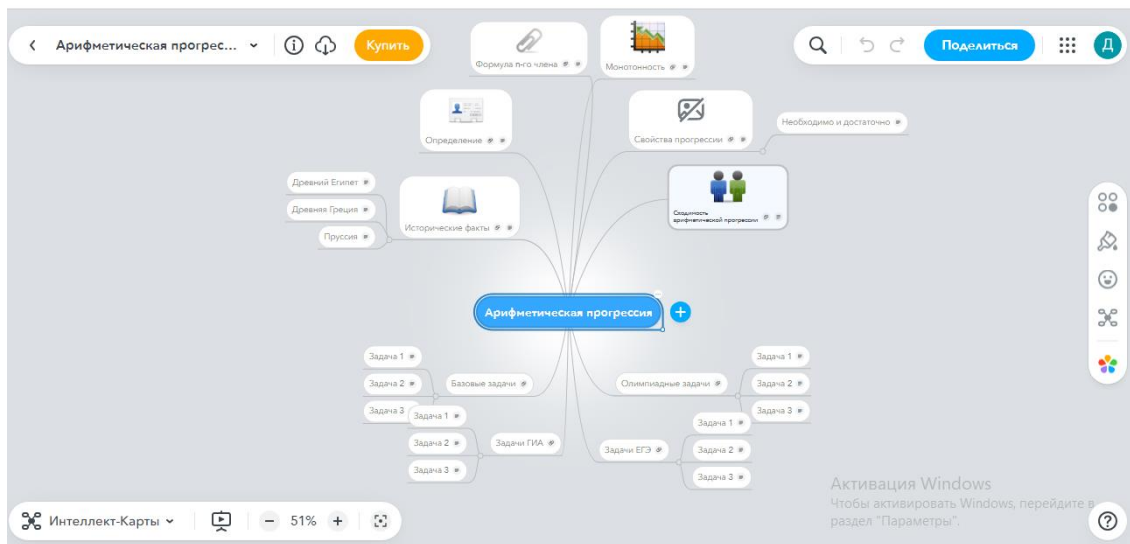 Арифметическая прогрес...
Купить
Поделиться
Д
Формула n-го члена
Монотонность
Определение
Свойства прогрессии
Необходимо и достаточно
Древний Египет
Древняя Греция
Пруссия
Исторические факты
Сходимость
арифметической прогрессии
Арифметическая прогрессия
Задача 1
Задача 2
Задача 3
Базовые задачи
Олимпиадные задачи
Задача 1
Задача 2
Задача 3
Задача 1
Задача 2
Задача 3
Задачи ГИА
Задачи ЕГЭ
Задача 1
Задача 2
Задача 3
Активация Windows
Чтобы активировать Windows, перейдите в
раздел "Параметры".
Интеллект-Карты
51%